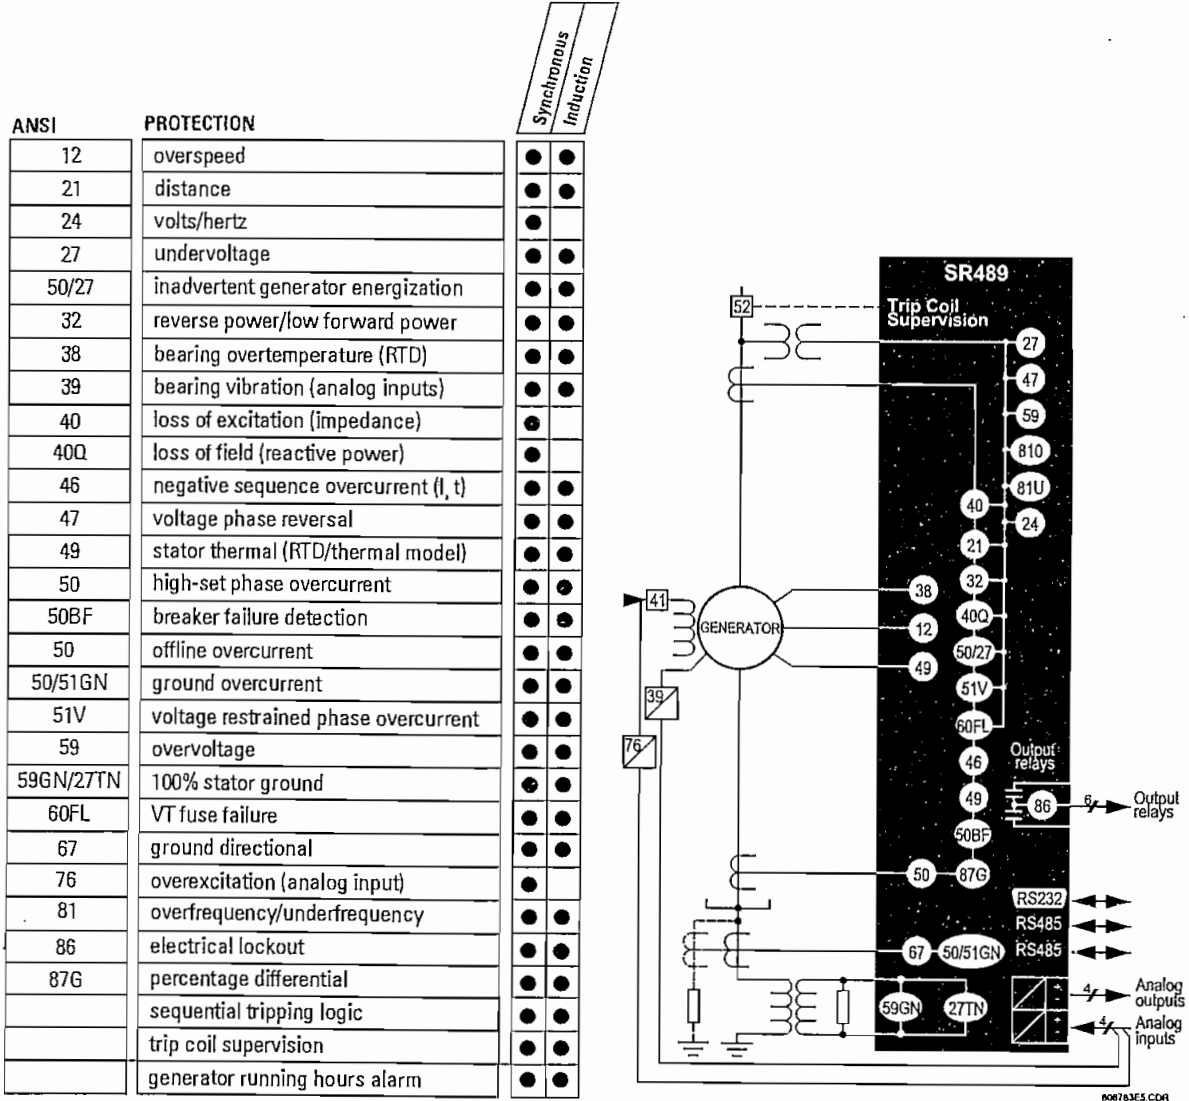 Synchronous
Induction
ANSI PROTECTION
12 overspeed
21 distance
24 volts/hertz
27 undervoltage
50/27 inadvertent generator energization
32 reverse power/low forward power
38 bearing overtemperature (RTD)
39 bearing vibration (analog inputs)
40 loss of excitation (impedance)
40Q loss of field (reactive power)
46 negative sequence overcurrent (I, t)
47 voltage phase reversal
49 stator thermal (RTD/thermal model)
50 high-set phase overcurrent
50BF breaker failure detection
50 offline overcurrent
50/51GN ground overcurrent
51V voltage restrained phase overcurrent
59 overvoltage
59GN/27TN 100% stator ground
60FL VT fuse failure
67 ground directional
76 overexcitation (analog input)
81 overfrequency/underfrequency
86 electrical lockout
87G percentage differential
sequential tripping logic
trip coil supervision
generator running hours alarm
SR489
52
Trip Coil
Supervision
27
47
59
81O
81U
24
40
21
32
40Q
50/27
51V
60FL
46
49
50BF
87G
38
12
49
41
GENERATOR
39
76
Output
relays
86
6
Output
relays
50
RS232
RS485
RS485
67
50/51GN
59GN
27TN
4
Analog
outputs
4
Analog
inputs
808783E5.CDR